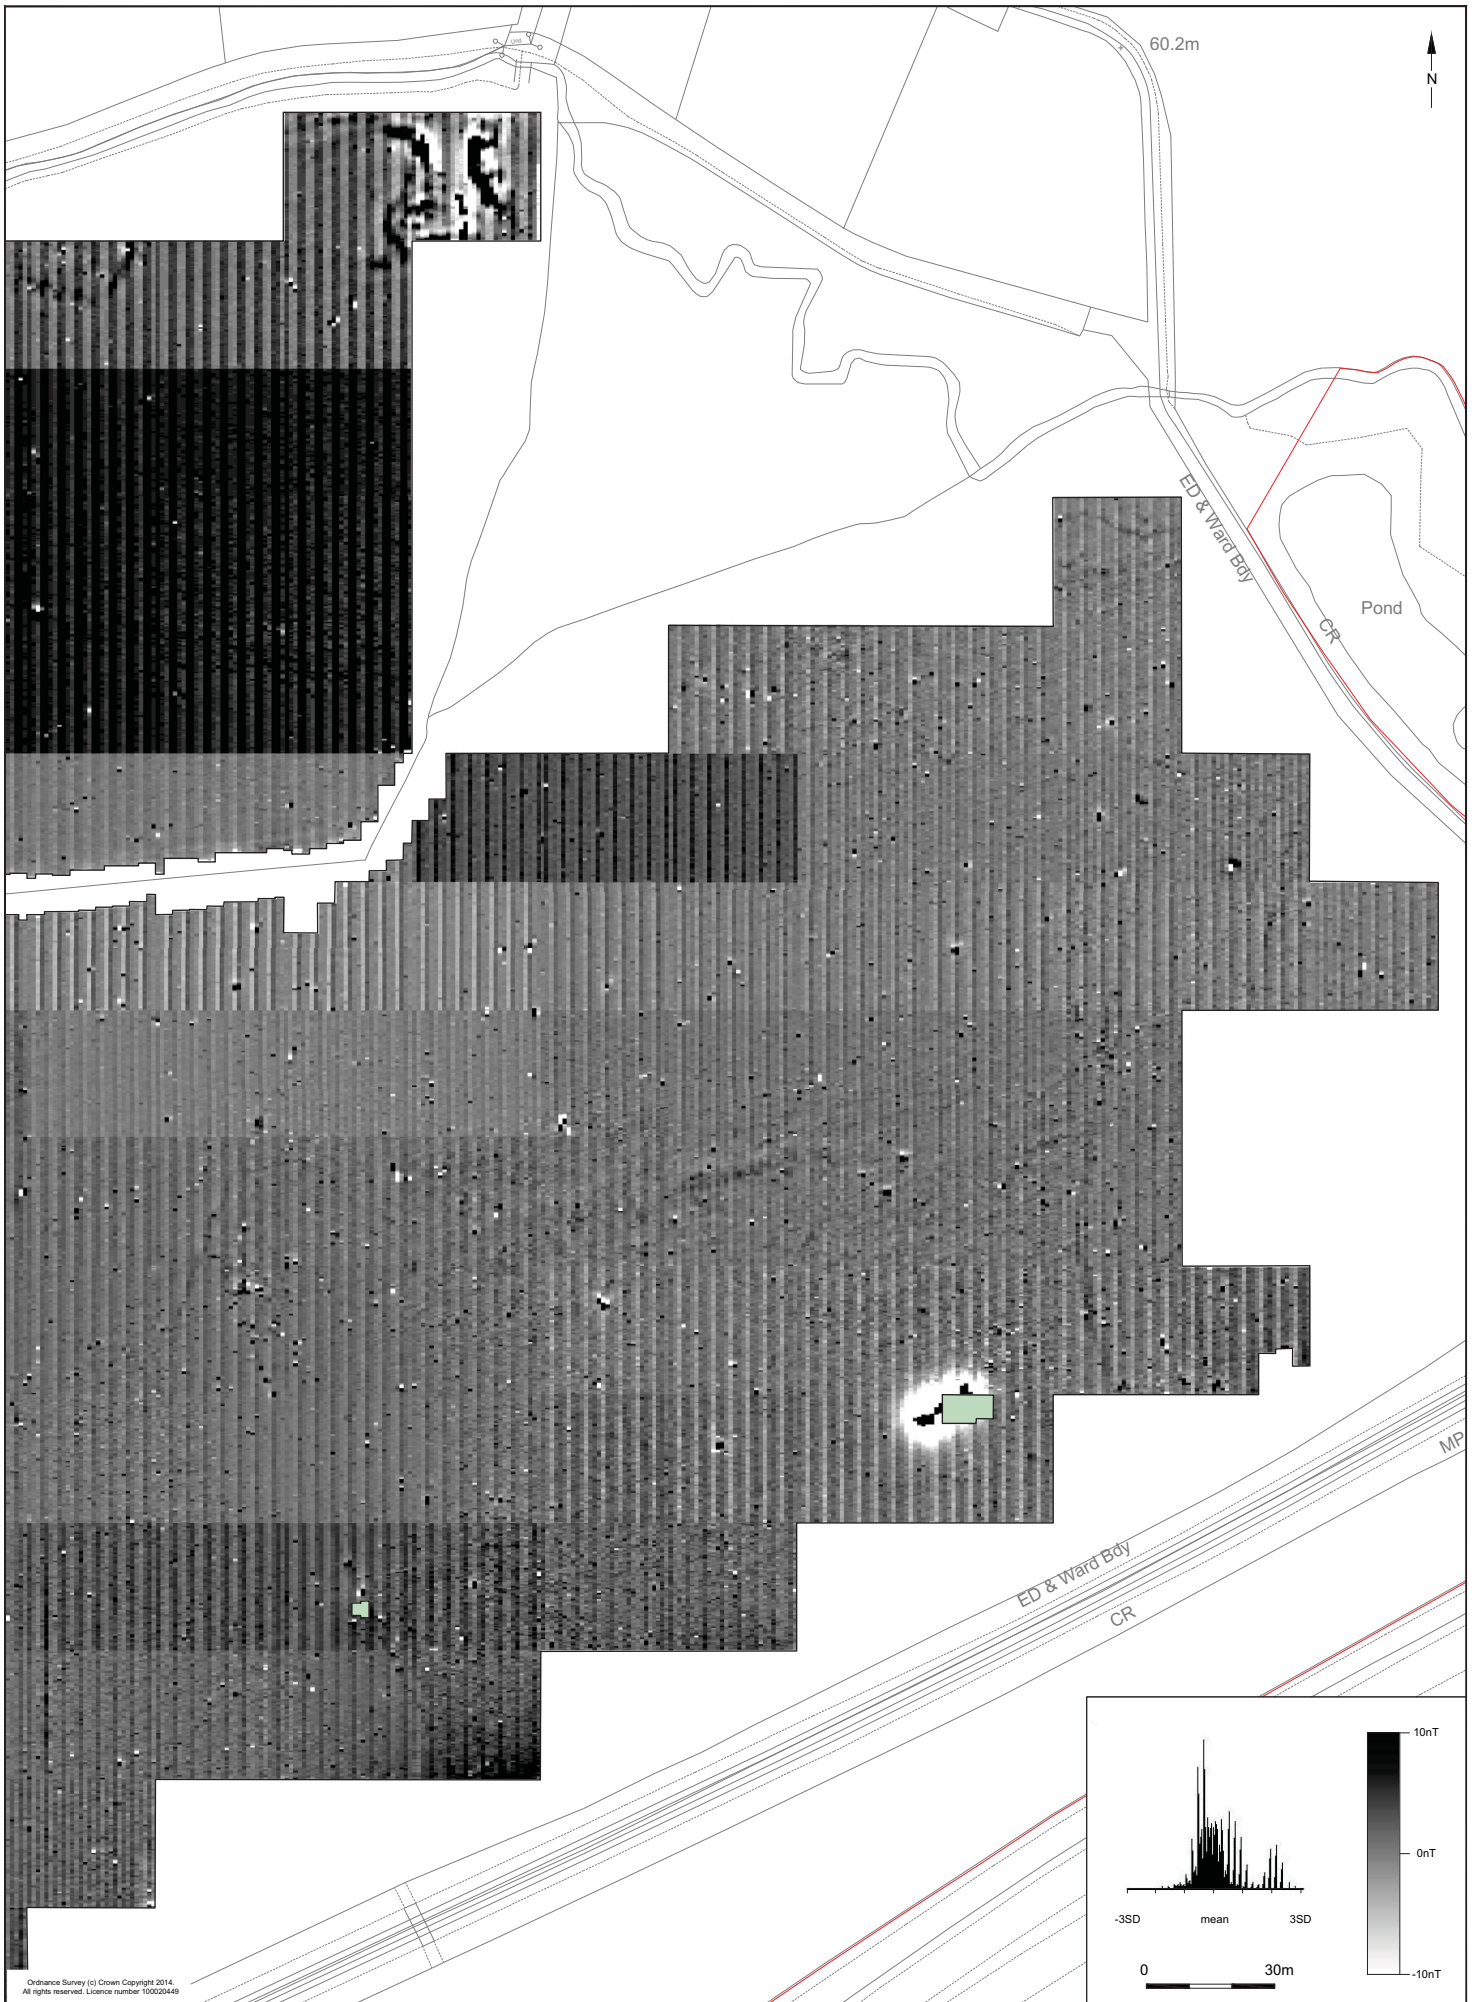 Und
60.2m
N
ED & Ward Bdy
CR
Pond
MP
ED & Ward Bdy
CR
10nT
0nT
-10nT
-3SD mean 3SD
0 30m
Ordnance Survey (c) Crown Copyright 2014.
All rights reserved. Licence number 100020449